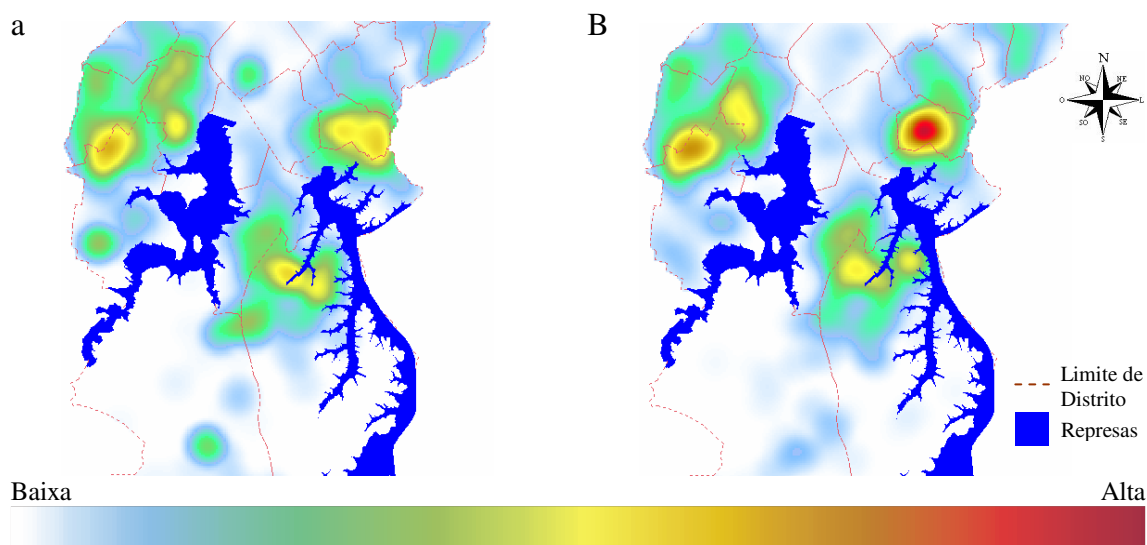 a
B
N
NO
NE
O
L
SO
SE
S
Limite de
Distrito
Represas
Baixa
Alta